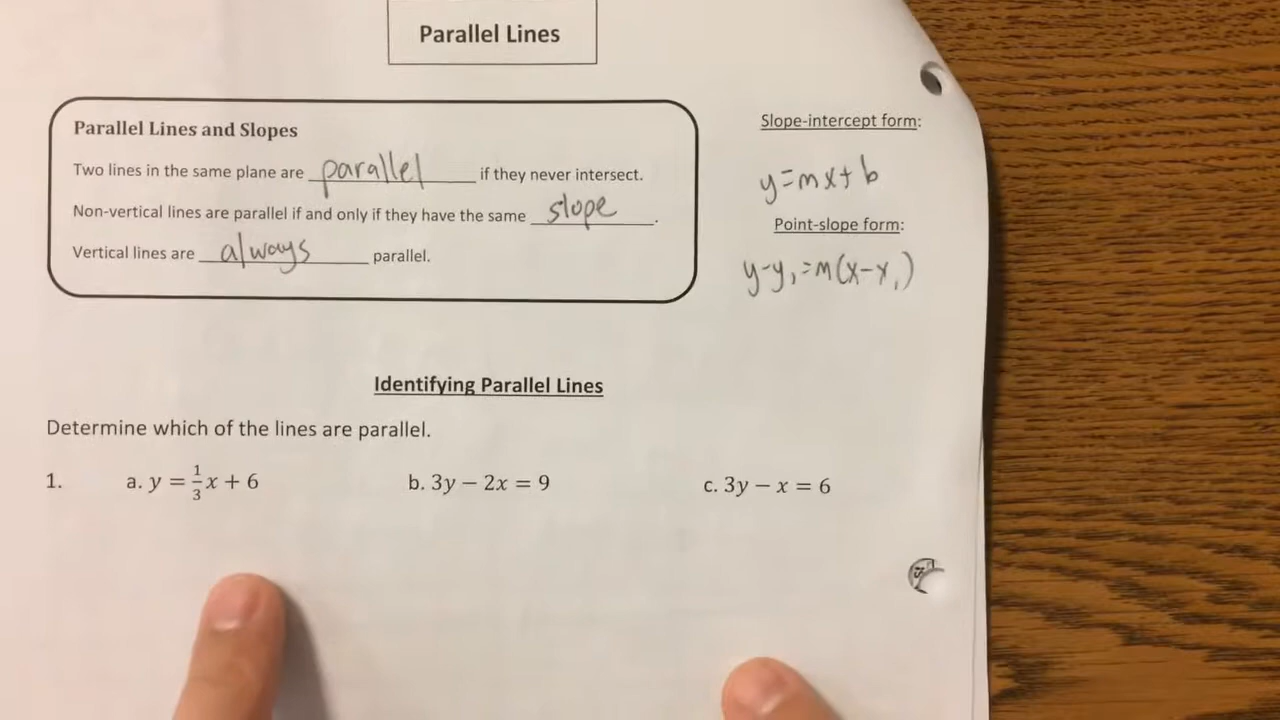 Parallel Lines
Parallel Lines and Slopes
Two lines in the same plane are parallel if they never intersect.
Non-vertical lines are parallel if and only if they have the same slope.
Vertical lines are always parallel.
Slope-intercept form:
y=mx+b
Point-slope form:
y-y₁=m(x-x₁)
Identifying Parallel Lines
Determine which of the lines are parallel.
1. a. y = 1/3 x + 6 b. 3y − 2x = 9 c. 3y − x = 6